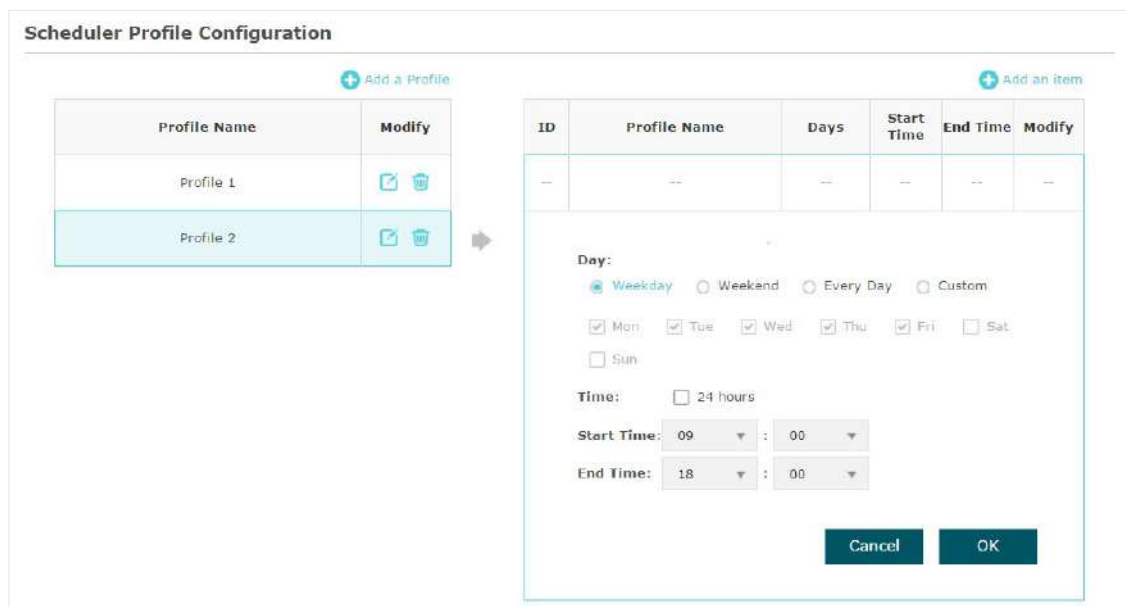 Scheduler Profile Configuration
Add a Profile
Add an item
Profile Name Modify
ID Profile Name Days Start Time End Time Modify
Profile 1
-- -- -- -- -- --
Profile 2
Day:
Weekday Weekend Every Day Custom
Mon Tue Wed Thu Fri Sat
Sun
Time: 24 hours
Start Time: 09 : 00
End Time: 18 : 00
Cancel OK